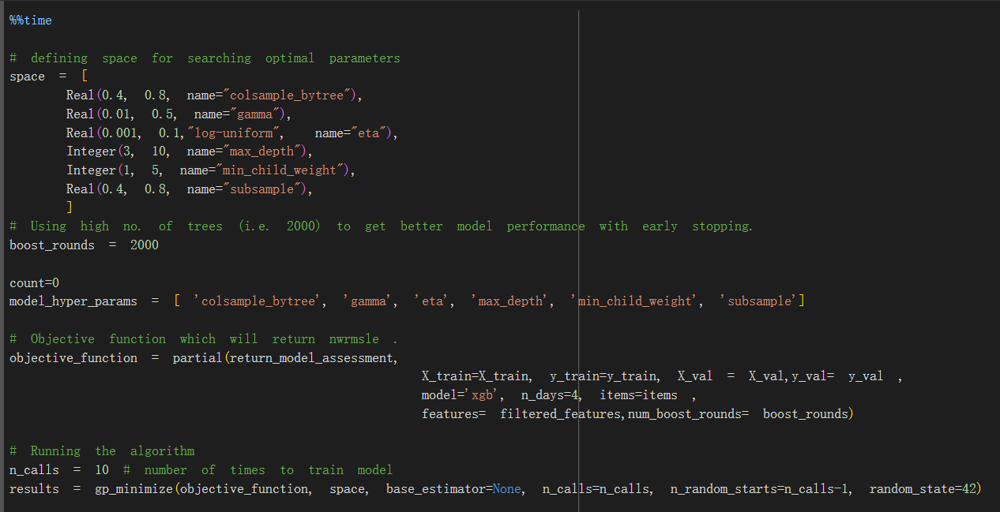 %%time
# defining space for searching optimal parameters
space = [
Real(0.4, 0.8, name="colsample_bytree"),
Real(0.01, 0.5, name="gamma"),
Real(0.001, 0.1,"log-uniform", name="eta"),
Integer(3, 10, name="max_depth"),
Integer(1, 5, name="min_child_weight"),
Real(0.4, 0.8, name="subsample"),
]
# Using high no. of trees (i.e. 2000) to get better model performance with early stopping.
boost_rounds = 2000
count=0
model_hyper_params = [ 'colsample_bytree', 'gamma', 'eta', 'max_depth', 'min_child_weight', 'subsample']
# Objective function which will return nwrmsle .
objective_function = partial(return_model_assessment,
X_train=X_train, y_train=y_train, X_val = X_val,y_val= y_val ,
model='xgb', n_days=4, items=items ,
features= filtered_features,num_boost_rounds= boost_rounds)
# Running the algorithm
n_calls = 10 # number of times to train model
results = gp_minimize(objective_function, space, base_estimator=None, n_calls=n_calls, n_random_starts=n_calls-1, random_state=42)